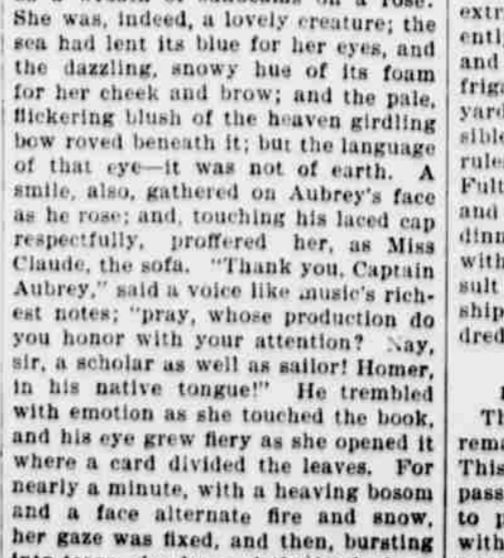 She was, indeed, a lovely creature; the
sea had lent its blue for her eyes, and
the dazzling, snowy hue of its foam
for her cheek and brow; and the pale,
flickering blush of the heaven girdling
bow roved beneath it; but the language
of that eye—it was not of earth. A
smile, also, gathered on Aubrey's face
as he rose; and, touching his laced cap
respectfully, proffered her, as Miss
Claude, the sofa. "Thank you, Captain
Aubrey," said a voice like music's rich-
est notes; "pray, whose production do
you honor with your attention? Nay,
sir, a scholar as well as sailor! Homer,
in his native tongue!" He trembled
with emotion as she touched the book,
and his eye grew fiery as she opened it
where a card divided the leaves. For
nearly a minute, with a heaving bosom
and a face alternate fire and snow,
her gaze was fixed, and then, bursting
extr
enti
and
friga
yard
sible
rule
Fult
and
dinn
with
sult
ship
dred
Th
rema
This
pass
to p
with